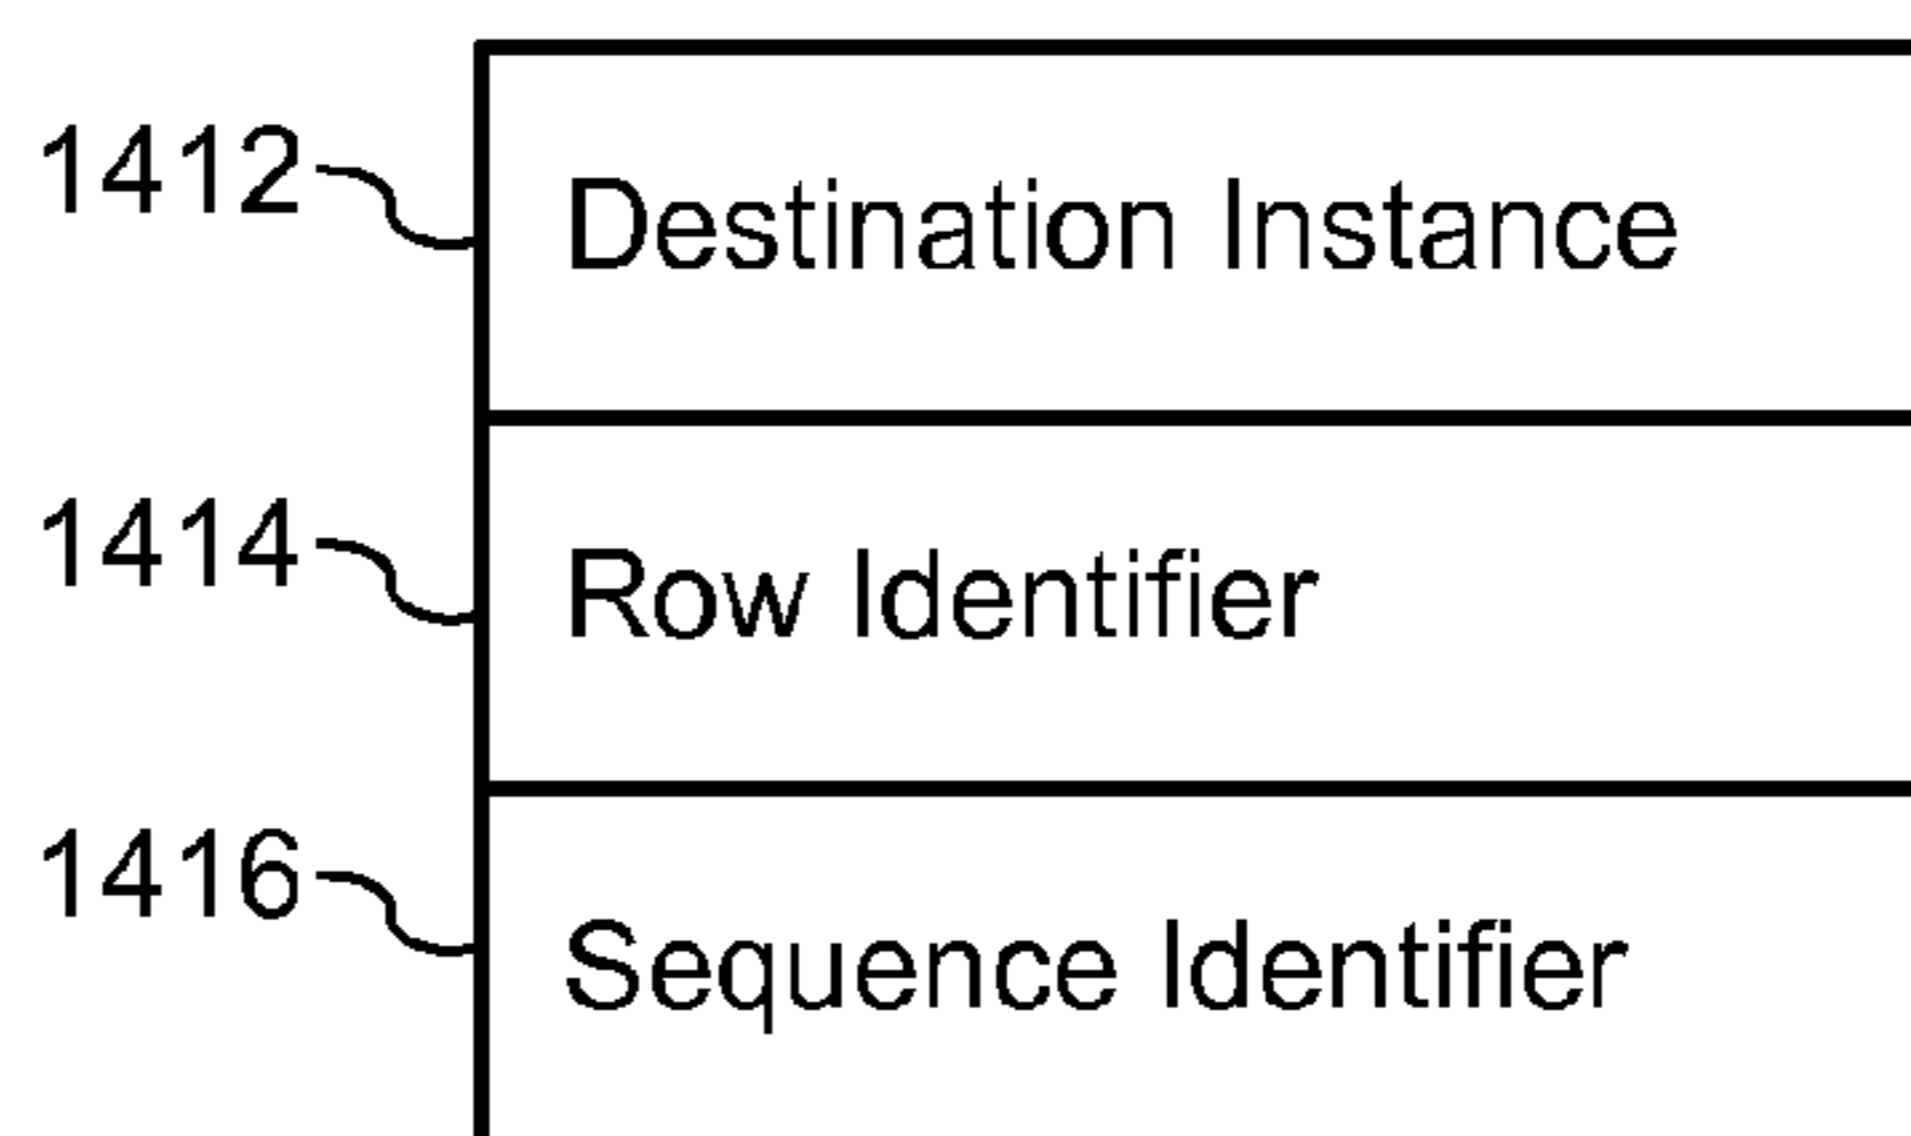 1412 Destination Instance
1414 Row Identifier
1416 Sequence Identifier